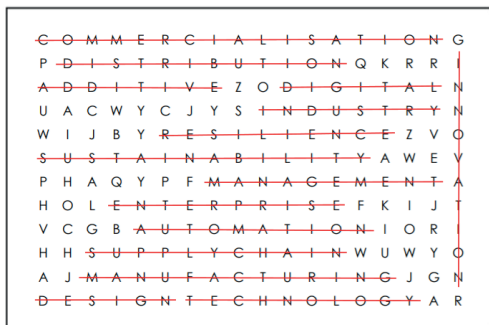 C O M M E R C I A L I S A T I O N G
P D I S T R I B U T I O N Q K R R I
A D D I T I V E Z O D I G I T A L N
U A C W Y C J Y S I N D U S T R Y N
W I J B Y R E S I L I E N C E Z V O
S U S T A I N A B I L I T Y A W E V
P H A Q Y P F M A N A G E M E N T A
H O L E N T E R P R I S E F K I J T
V C G B A U T O M A T I O N I O R I
H H S U P P L Y C H A I N W U W Y O
A J M A N U F A C T U R I N G J G N
D E S I G N T E C H N O L O G Y A R